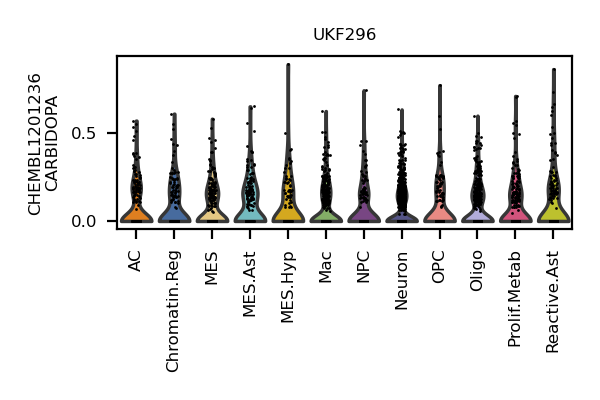 UKF296
CHEMBL1201236
CARBIDOPA
0.5
0.0
AC
Chromatin.Reg
MES
MES.Ast
MES.Hyp
Mac
NPC
Neuron
OPC
Oligo
Prolif.Metab
Reactive.Ast